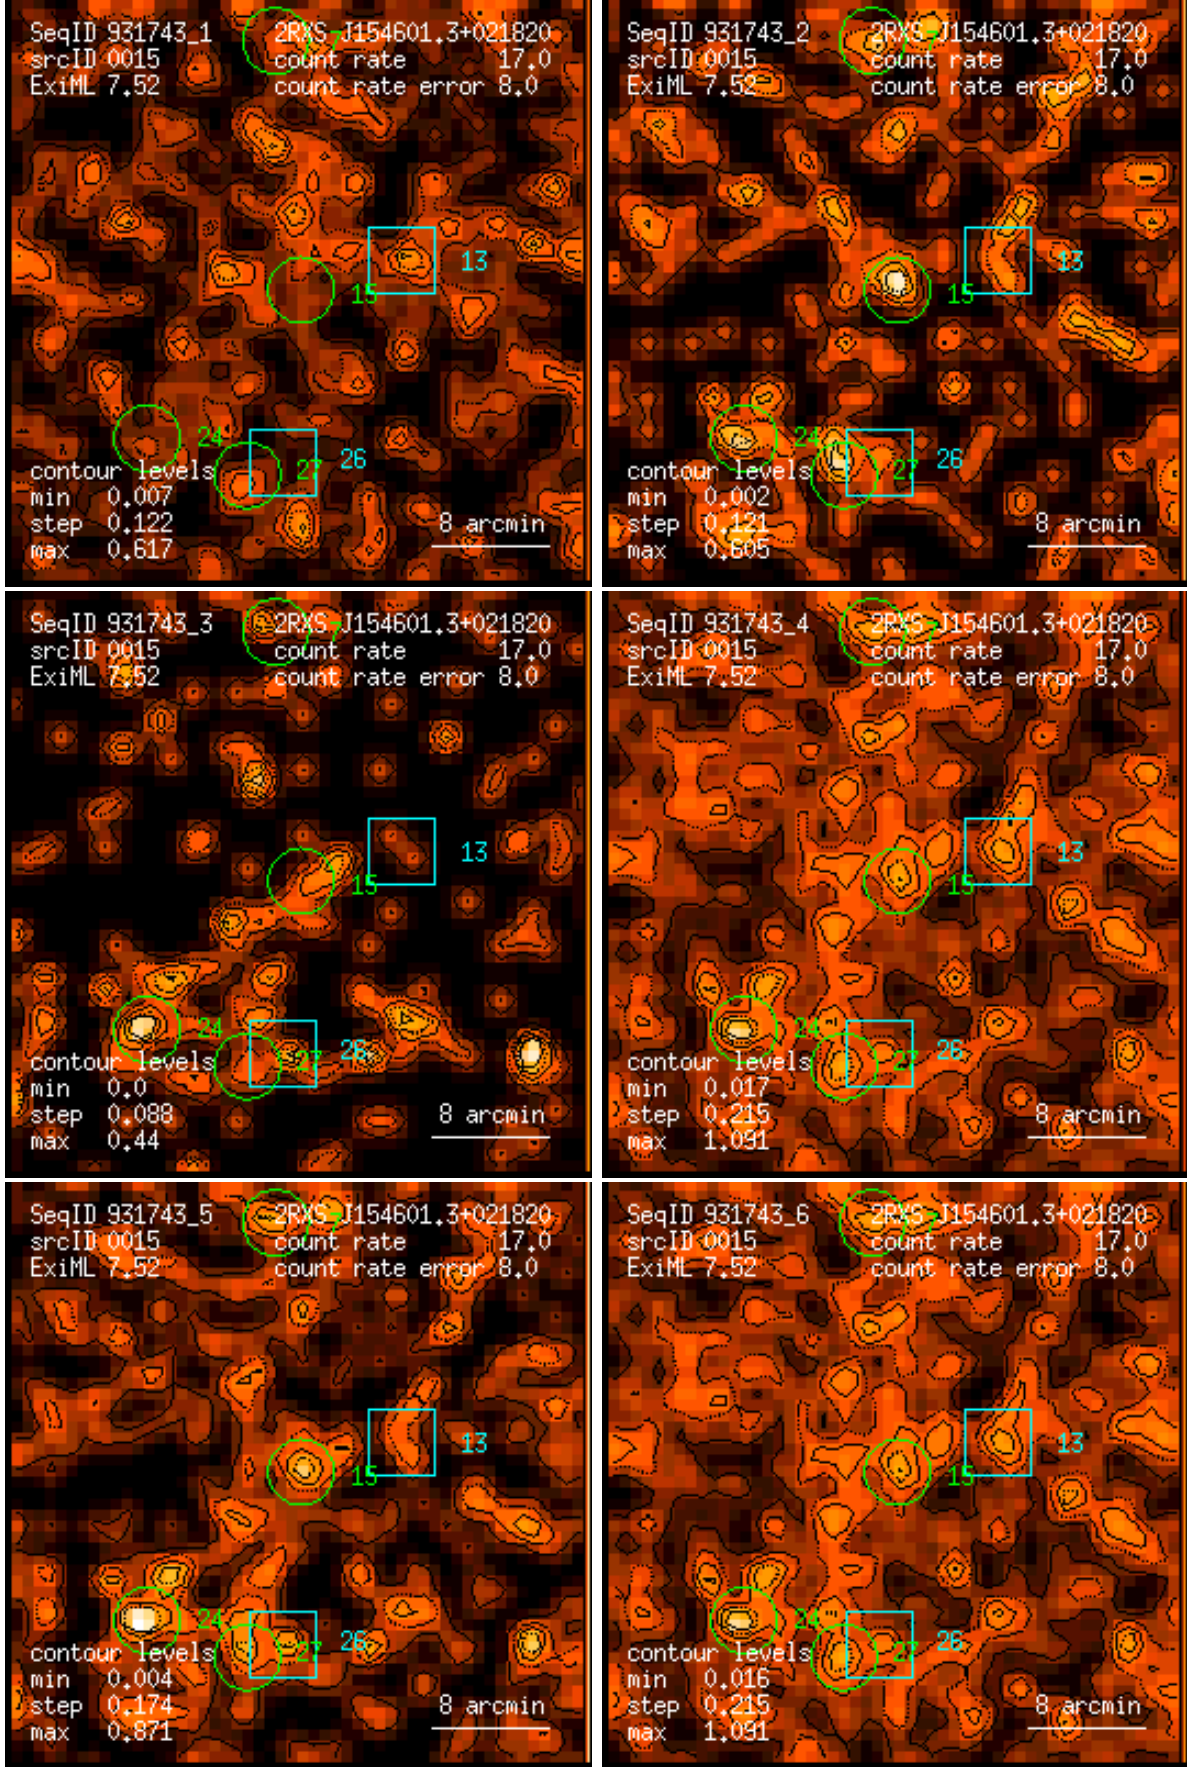 SeqID 931743_1 2RXS J154601.3+021820
srcID 0015 count rate 17.0
ExiML 7.52 count rate error 8.0
7
13
15
24
26
27
contour levels
min 0.007
step 0.122
max 0.617
8 arcmin
SeqID 931743_2 2RXS J154601.3+021820
srcID 0015 count rate 17.0
ExiML 7.52 count rate error 8.0
7
13
15
24
26
27
contour levels
min 0.002
step 0.121
max 0.605
8 arcmin
SeqID 931743_3 2RXS J154601.3+021820
srcID 0015 count rate 17.0
ExiML 7.52 count rate error 8.0
7
13
15
24
26
27
contour levels
min 0.0
step 0.088
max 0.44
8 arcmin
SeqID 931743_4 2RXS J154601.3+021820
srcID 0015 count rate 17.0
ExiML 7.52 count rate error 8.0
7
13
15
24
26
27
contour levels
min 0.017
step 0.215
max 1.091
8 arcmin
SeqID 931743_5 2RXS J154601.3+021820
srcID 0015 count rate 17.0
ExiML 7.52 count rate error 8.0
7
13
15
24
26
27
contour levels
min 0.004
step 0.174
max 0.871
8 arcmin
SeqID 931743_6 2RXS J154601.3+021820
srcID 0015 count rate 17.0
ExiML 7.52 count rate error 8.0
7
13
15
24
26
27
contour levels
min 0.016
step 0.215
max 1.091
8 arcmin